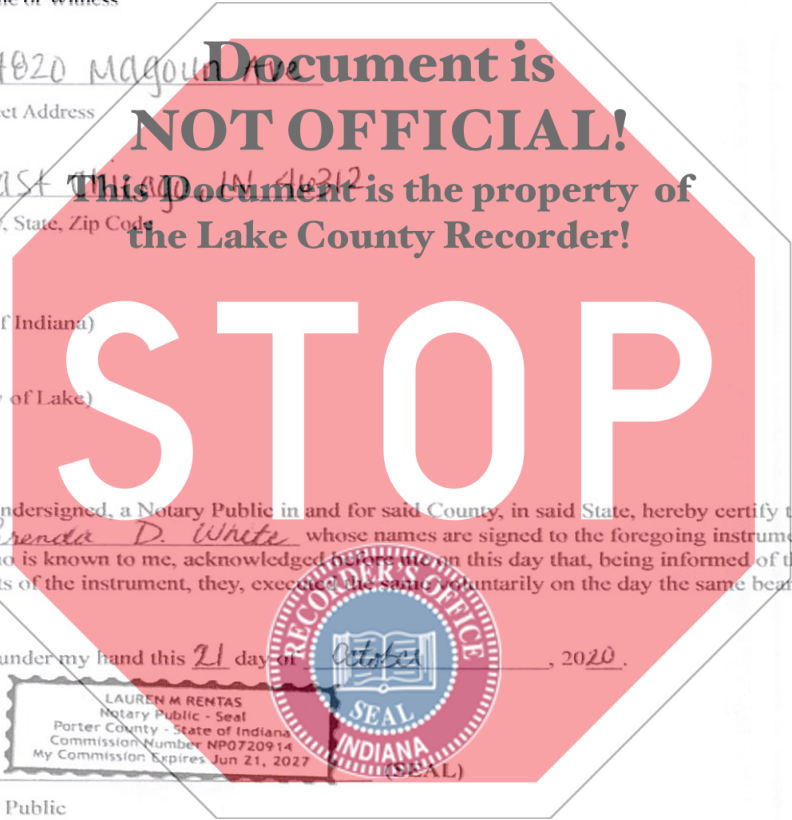 Document is
NOT OFFICIAL!
This Document is the property of
the Lake County Recorder!
STOP
4820 Magoun Ave
et Address
ast Chicago IN 46312
, State, Zip Code
f Indiana)
of Lake)
ndersigned, a Notary Public in and for said County, in said State, hereby certify t
renda D. White whose names are signed to the foregoing instrume
o is known to me, acknowledged before me on this day that, being informed of t
ts of the instrument, they, executed the same voluntarily on the day the same bear
under my hand this 21 day of October, 2020.
RECORDER'S OFFICE
SEAL
INDIANA
LAUREN M RENTAS
Notary Public - Seal
Porter County - State of Indiana
Commission Number NP0720914
My Commission Expires Jun 21, 2027
(SEAL)
Public